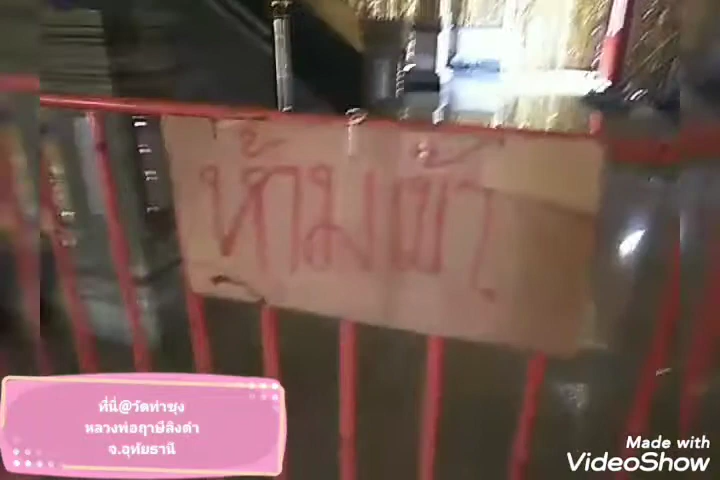 ห้ามเข้า
ที่นี่@วัดท่าซุง
หลวงพ่อฤาษีลิงดำ
จ.อุทัยธานี
Made with
VideoShow